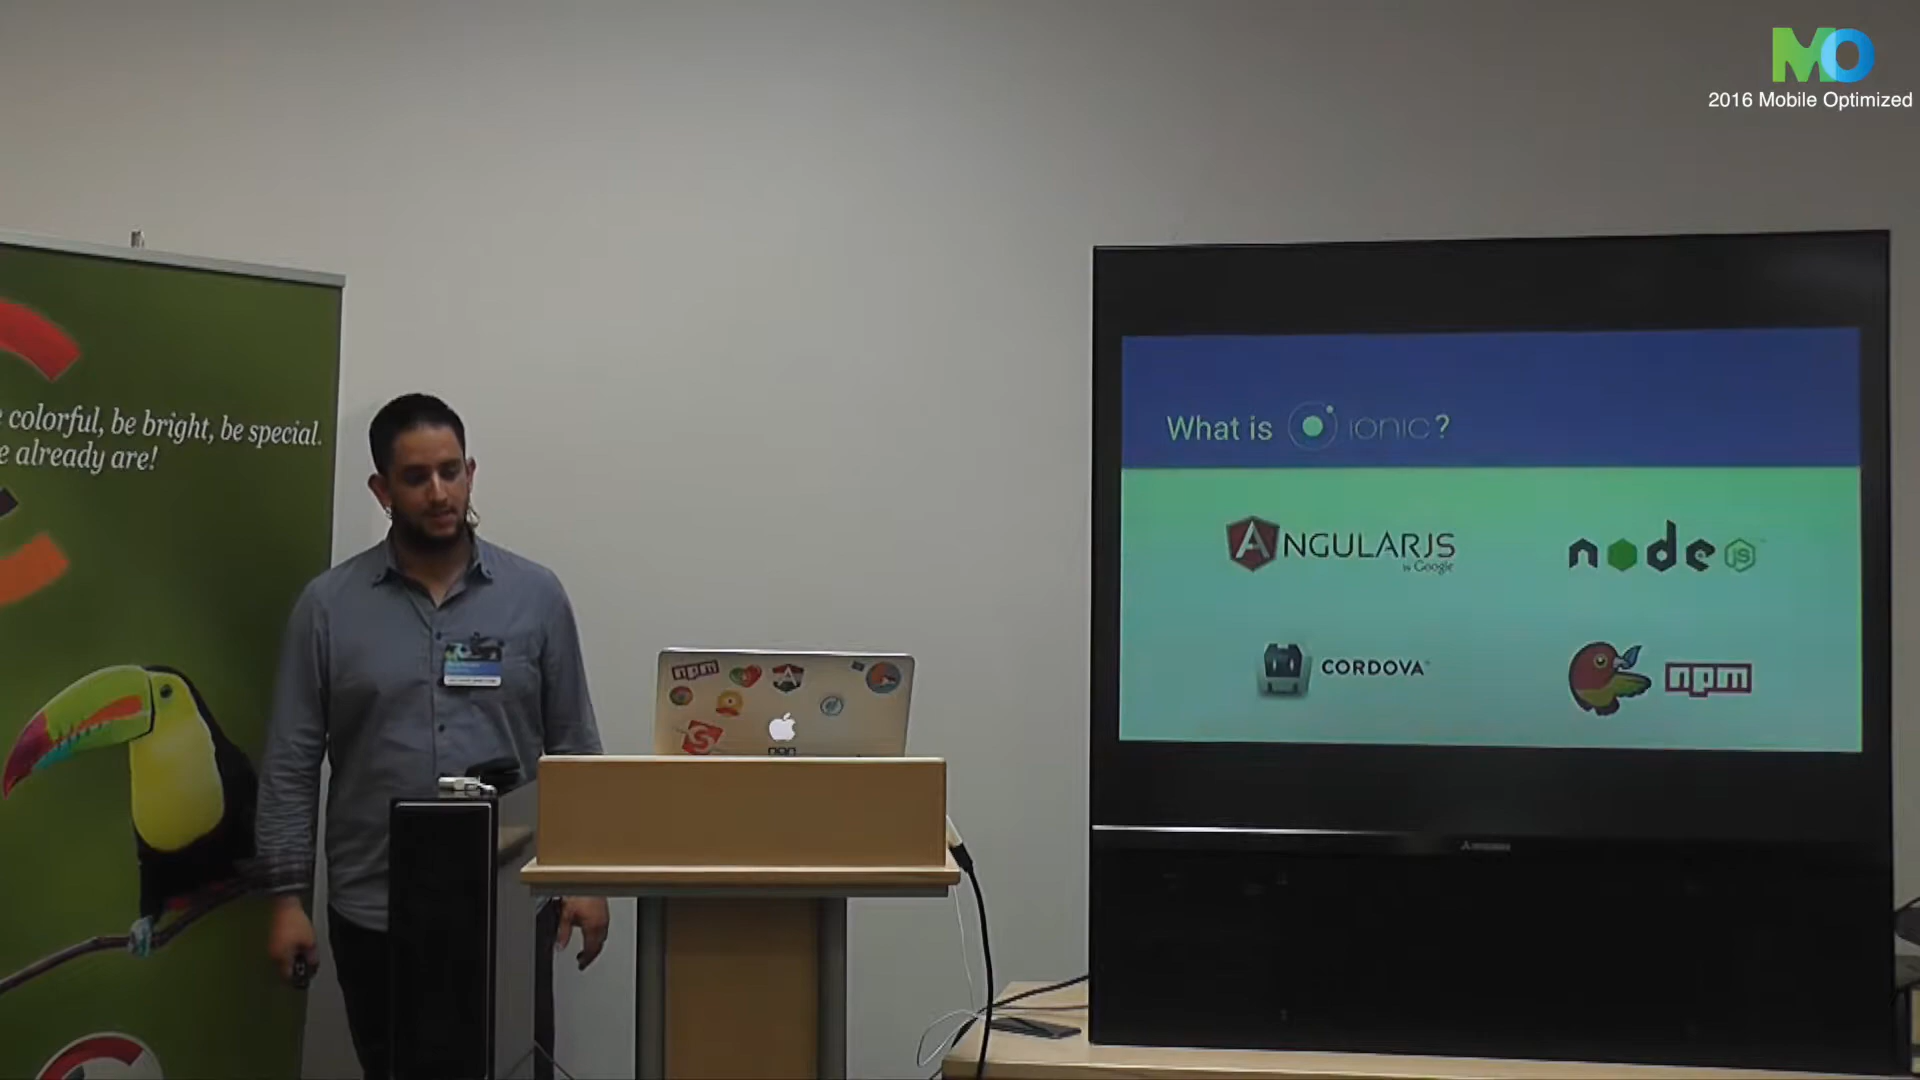 MO
2016 Mobile Optimized
colorful, be bright, be special.
already are!
npm
What is ionic?
ANGULARJS
by Google
node JS
CORDOVA
npm
MITSUBISHI